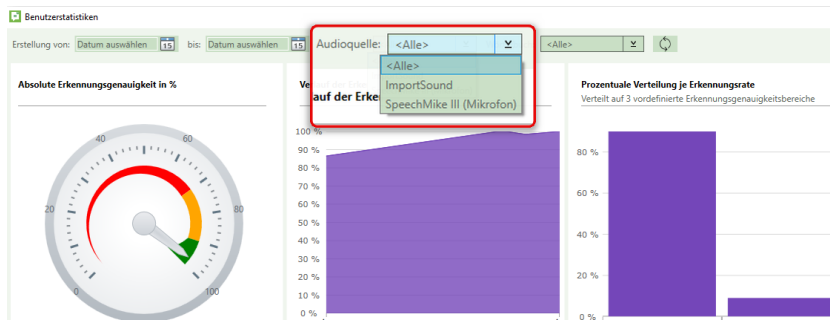 Benutzerstatistiken
Erstellung von: Datum auswählen 15 bis: Datum auswählen 15 Audioquelle: <Alle> <Alle>
<Alle>
ImportSound
SpeechMike III (Mikrofon)
Absolute Erkennungsgenauigkeit in %
auf der
Prozentuale Verteilung je Erkennungsrate
Verteilt auf 3 vordefinierte Erkennungsgenauigkeitsbereiche
0
20
40
60
80
100
100 %
90 %
80 %
70 %
60 %
50 %
40 %
30 %
20 %
10 %
0 %
80 %
60 %
40 %
20 %
0 %